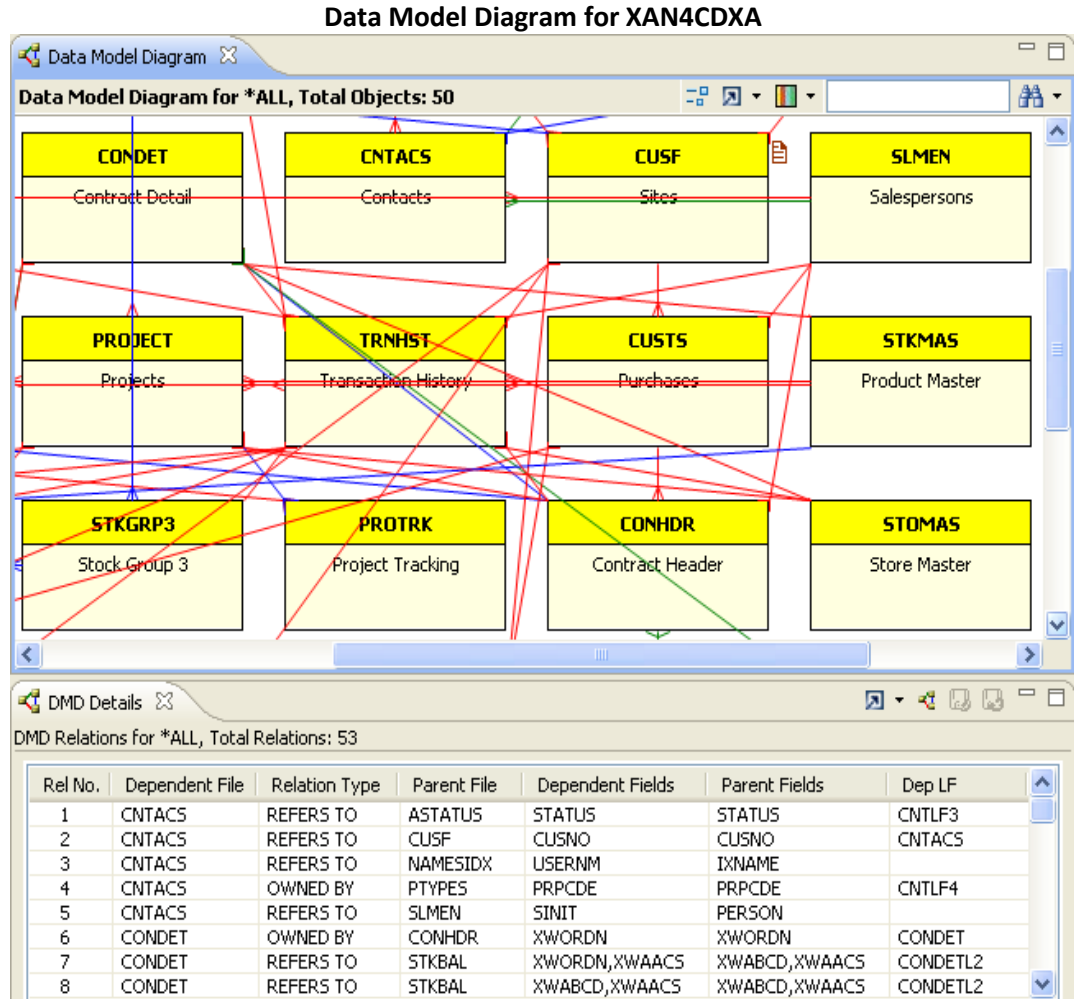 Data Model Diagram for XAN4CDXA
Data Model Diagram
Data Model Diagram for *ALL, Total Objects: 50
CONDET CNTACS CUSF SLMEN
Contract Detail Contacts Sites Salespersons
PROJECT TRNHST CUSTS STKMAS
Projects Transaction History Purchases Product Master
STKGRP3 PROTRK CONHDR STOMAS
Stock Group 3 Project Tracking Contract Header Store Master
DMD Details
DMD Relations for *ALL, Total Relations: 53
Rel No. Dependent File Relation Type Parent File Dependent Fields Parent Fields Dep LF
1 CNTACS REFERS TO ASTATUS STATUS STATUS CNTLF3
2 CNTACS REFERS TO CUSF CUSNO CUSNO CNTACS
3 CNTACS REFERS TO NAMESIDX USERNM IXNAME
4 CNTACS OWNED BY PTYPES PRPCDE PRPCDE CNTLF4
5 CNTACS REFERS TO SLMEN SINIT PERSON
6 CONDET OWNED BY CONHDR XWORDN XWORDN CONDET
7 CONDET REFERS TO STKBAL XWORDN,XWAACS XWABCD,XWAACS CONDETL2
8 CONDET REFERS TO STKBAL XWABCD,XWAACS XWABCD,XWAACS CONDETL2